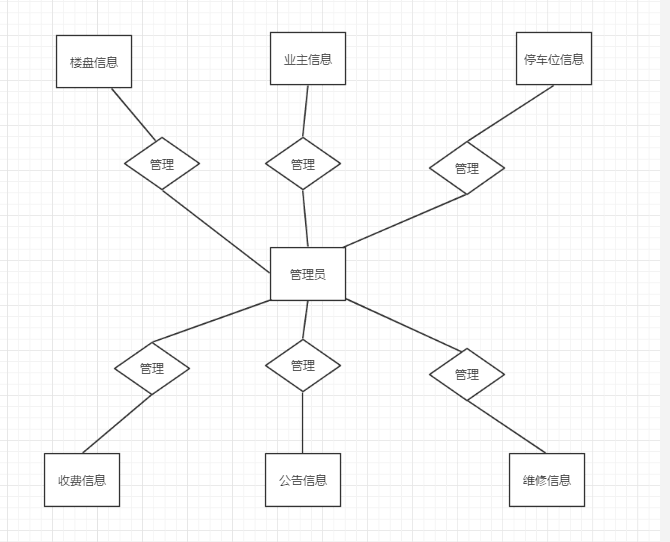 楼盘信息
业主信息
停车位信息
管理
管理
管理
管理员
管理
管理
管理
收费信息
公告信息
维修信息